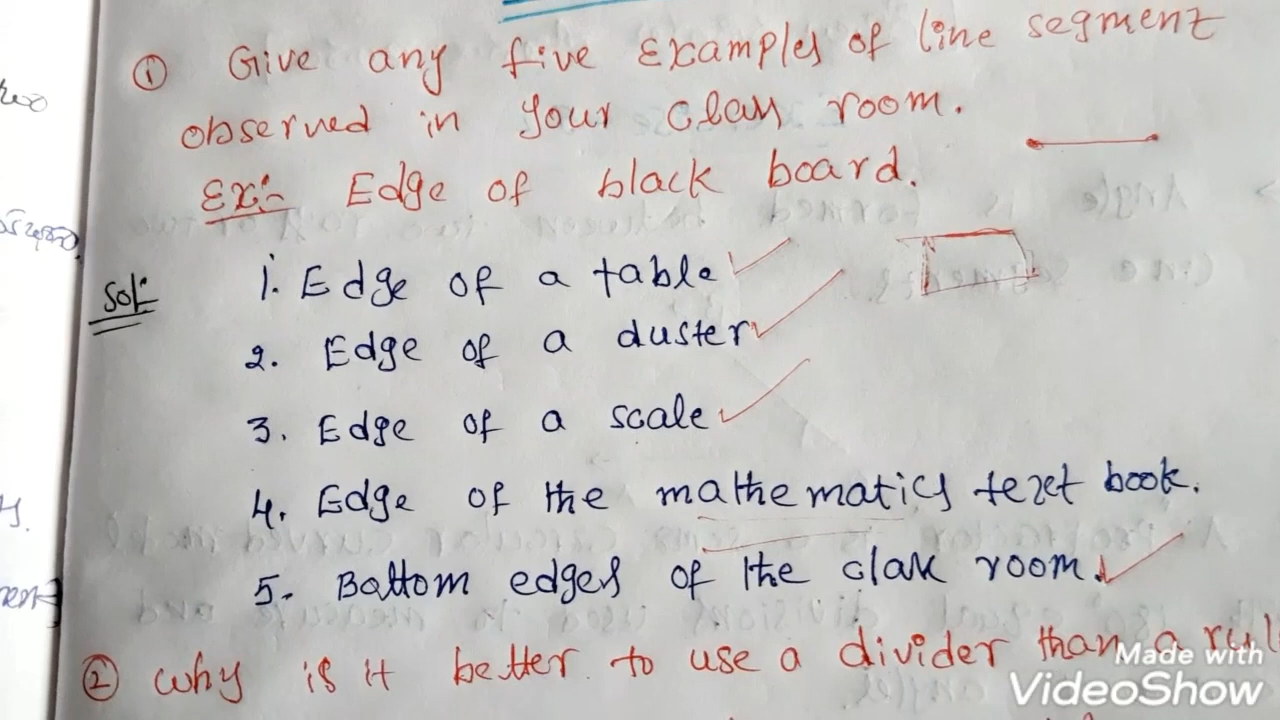 ① Give any five Examples of line segment
observed in your class room.
Ex:- Edge of black board.
Sol:
1. Edge of a table
2. Edge of a duster
3. Edge of a scale
4. Edge of the mathematics text book.
5. Bottom edges of the class room.
② Why is it better to use a divider than a
Made with
VideoShow